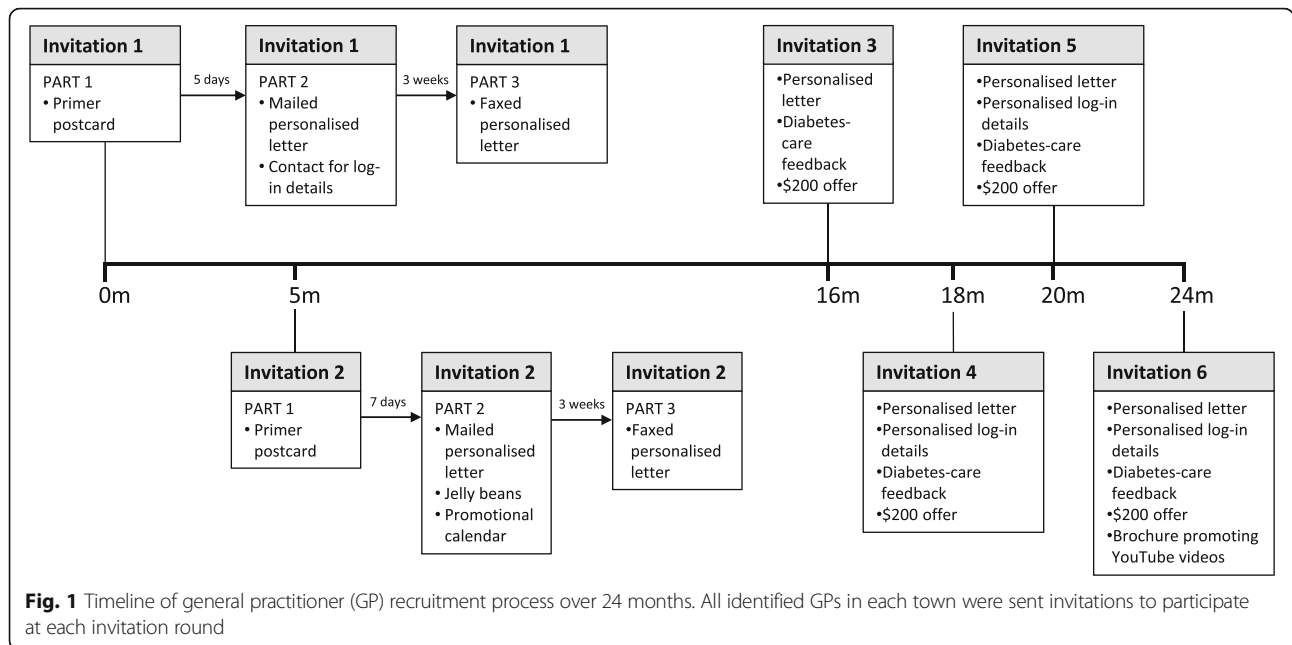 Invitation 1
PART 1
• Primer
postcard
5 days
Invitation 1
PART 2
• Mailed
personalised
letter
• Contact for log-
in details
3 weeks
Invitation 1
PART 3
• Faxed
personalised
letter
Invitation 3
•Personalised
letter
•Diabetes-
care
feedback
•$200 offer
Invitation 5
•Personalised letter
•Personalised log-in
details
•Diabetes-care
feedback
•$200 offer
0m
5m
16m
18m
20m
24m
Invitation 2
PART 1
• Primer
postcard
7 days
Invitation 2
PART 2
• Mailed
personalised
letter
• Jelly beans
• Promotional
calendar
3 weeks
Invitation 2
PART 3
•Faxed
personalised
letter
Invitation 4
•Personalised letter
•Personalised log-in
details
•Diabetes-care
feedback
•$200 offer
Invitation 6
•Personalised letter
•Personalised log-in
details
•Diabetes-care
feedback
•$200 offer
•Brochure promoting
YouTube videos
Fig. 1 Timeline of general practitioner (GP) recruitment process over 24 months. All identified GPs in each town were sent invitations to participate
at each invitation round